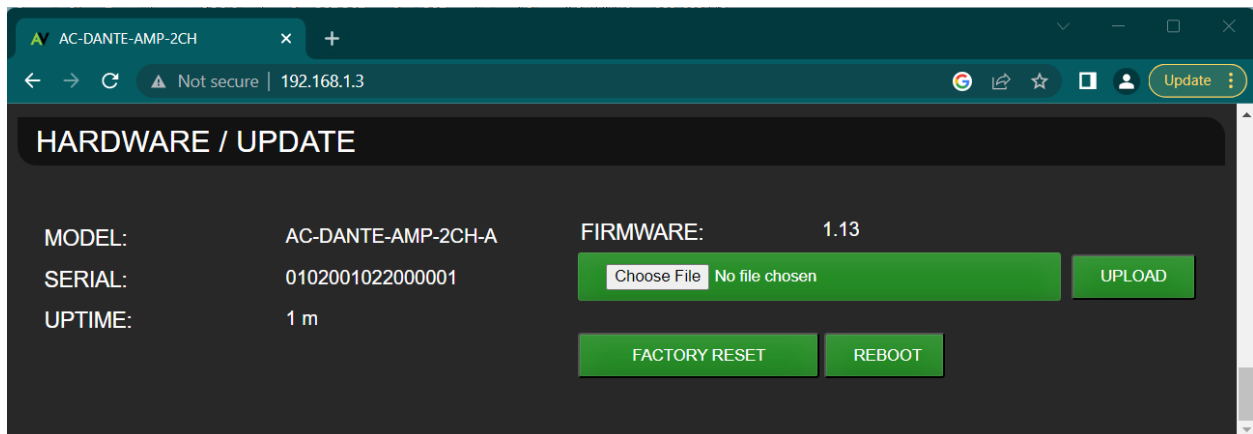 AV AC-DANTE-AMP-2CH
Not secure | 192.168.1.3
Update
HARDWARE / UPDATE
MODEL: AC-DANTE-AMP-2CH-A
SERIAL: 0102001022000001
UPTIME: 1 m
FIRMWARE: 1.13
Choose File No file chosen
UPLOAD
FACTORY RESET
REBOOT